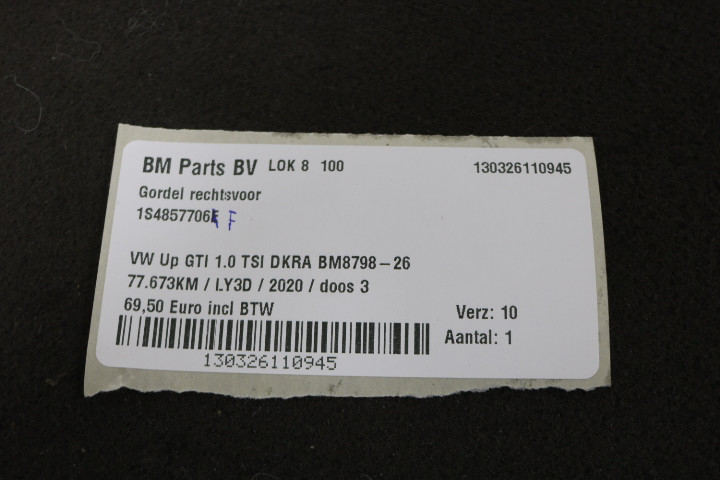 BM Parts BV LOK 8 100 130326110945
Gordel rechtsvoor
1S4857706 F
VW Up GTI 1.0 TSI DKRA BM8798-26
77.673KM / LY3D / 2020 / doos 3
69,50 Euro incl BTW Verz: 10
Aantal: 1
130326110945